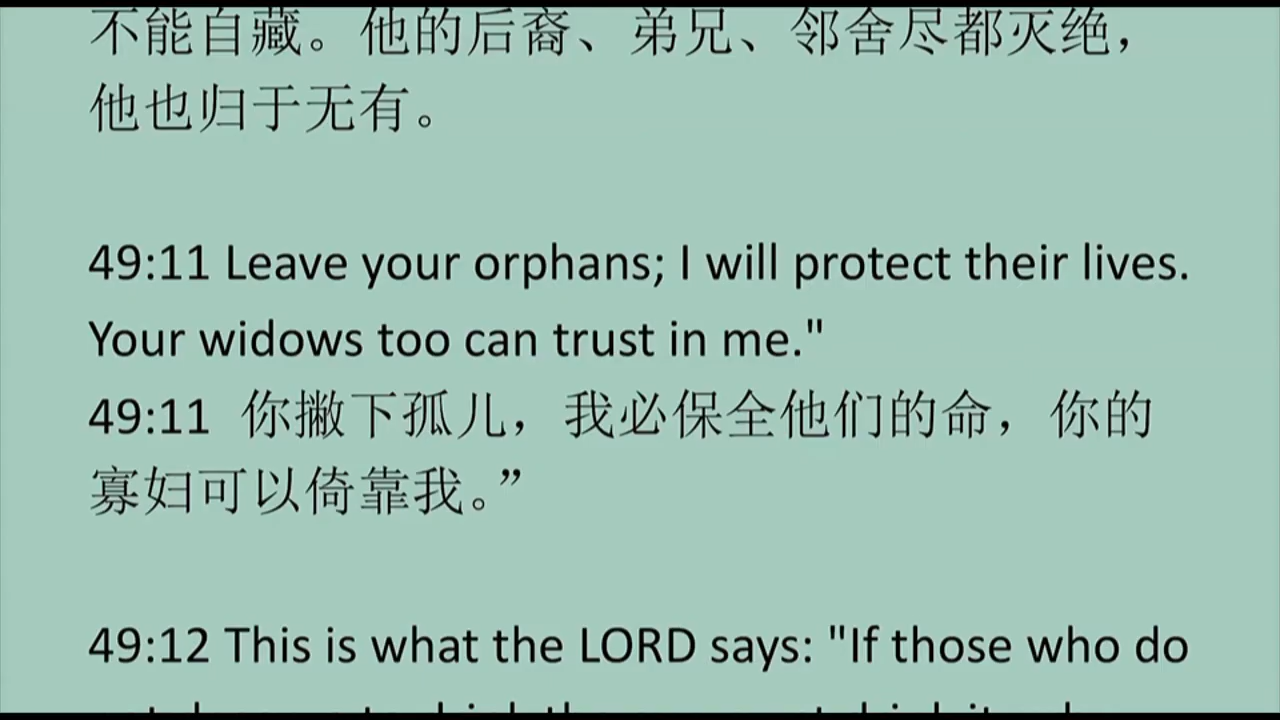 不能自藏。他的后裔、弟兄、邻舍尽都灭绝，
他也归于无有。
49:11 Leave your orphans; I will protect their lives.
Your widows too can trust in me."
49:11 你撇下孤儿，我必保全他们的命，你的
寡妇可以倚靠我。”
49:12 This is what the LORD says: "If those who do